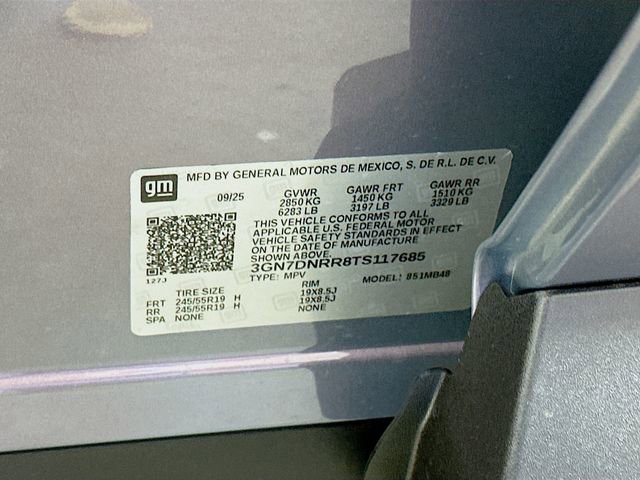 gm MFD BY GENERAL MOTORS DE MEXICO, S. DE R.L. DE C.V.
09/25 GVWR GAWR FRT GAWR RR
2850 KG 1450 KG 1510 KG
6283 LB 3197 LB 3329 LB
THIS VEHICLE CONFORMS TO ALL
APPLICABLE U.S. FEDERAL MOTOR
VEHICLE SAFETY STANDARDS IN EFFECT
ON THE DATE OF MANUFACTURE
SHOWN ABOVE.
3GN7DNRR8TS117685
127J TYPE: MPV MODEL: 851MB48
TIRE SIZE RIM
FRT 245/55R19 H 19X8.5J
RR 245/55R19 H 19X8.5J
SPA NONE NONE